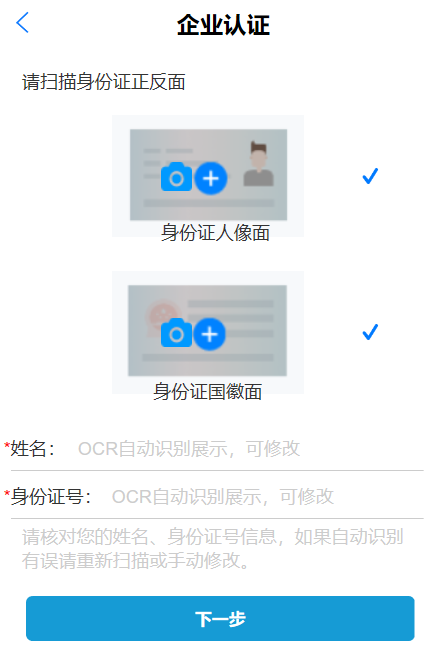 企业认证
请扫描身份证正反面
身份证人像面
身份证国徽面
*姓名： OCR自动识别展示，可修改
*身份证号： OCR自动识别展示，可修改
请核对您的姓名、身份证号信息，如果自动识别
有误请重新扫描或手动修改。
下一步